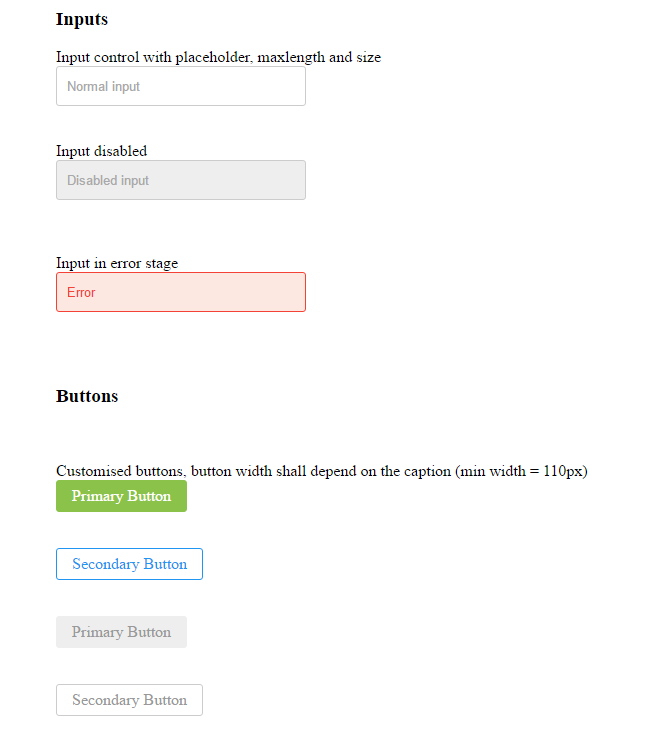 Inputs
Input control with placeholder, maxlength and size
Normal input
Input disabled
Disabled input
Input in error stage
Error
Buttons
Customised buttons, button width shall depend on the caption (min width = 110px)
Primary Button
Secondary Button
Primary Button
Secondary Button